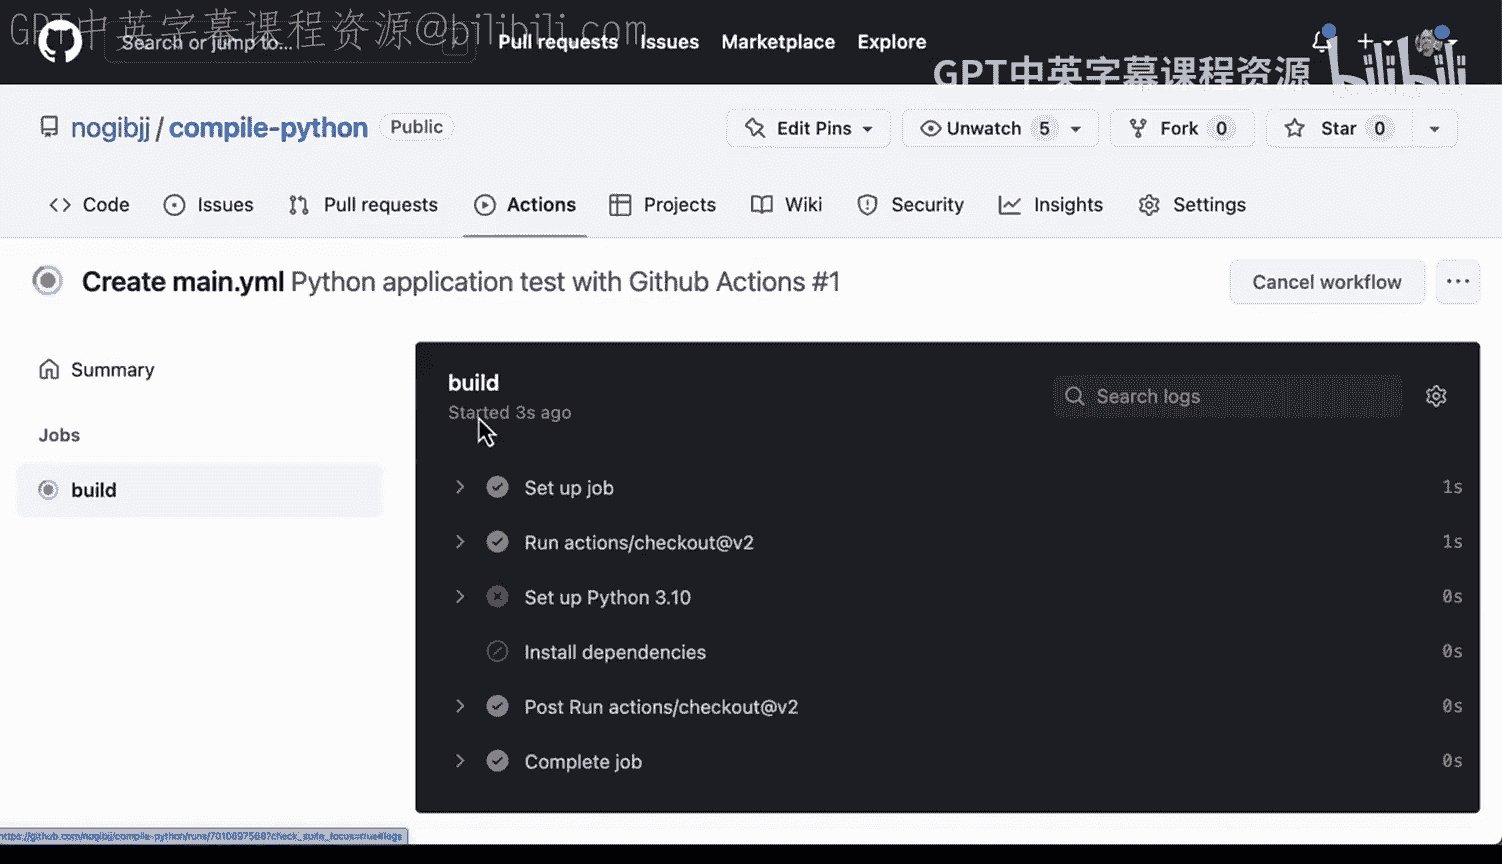 GPT中英字幕课程资源@bilibili.com
Search or jump to...
Pull requests Issues Marketplace Explore
GPT中英字幕课程资源 bilibili
nogibjj / compile-python Public
Edit Pins Unwatch 5 Fork 0 Star 0
Code Issues Pull requests Actions Projects Wiki Security Insights Settings
Create main.yml Python application test with Github Actions #1
Cancel workflow
Summary
Jobs
build
build
Started 3s ago
Search logs
Set up job 1s
Run actions/checkout@v2 1s
Set up Python 3.10 0s
Install dependencies 0s
Post Run actions/checkout@v2 0s
Complete job 0s